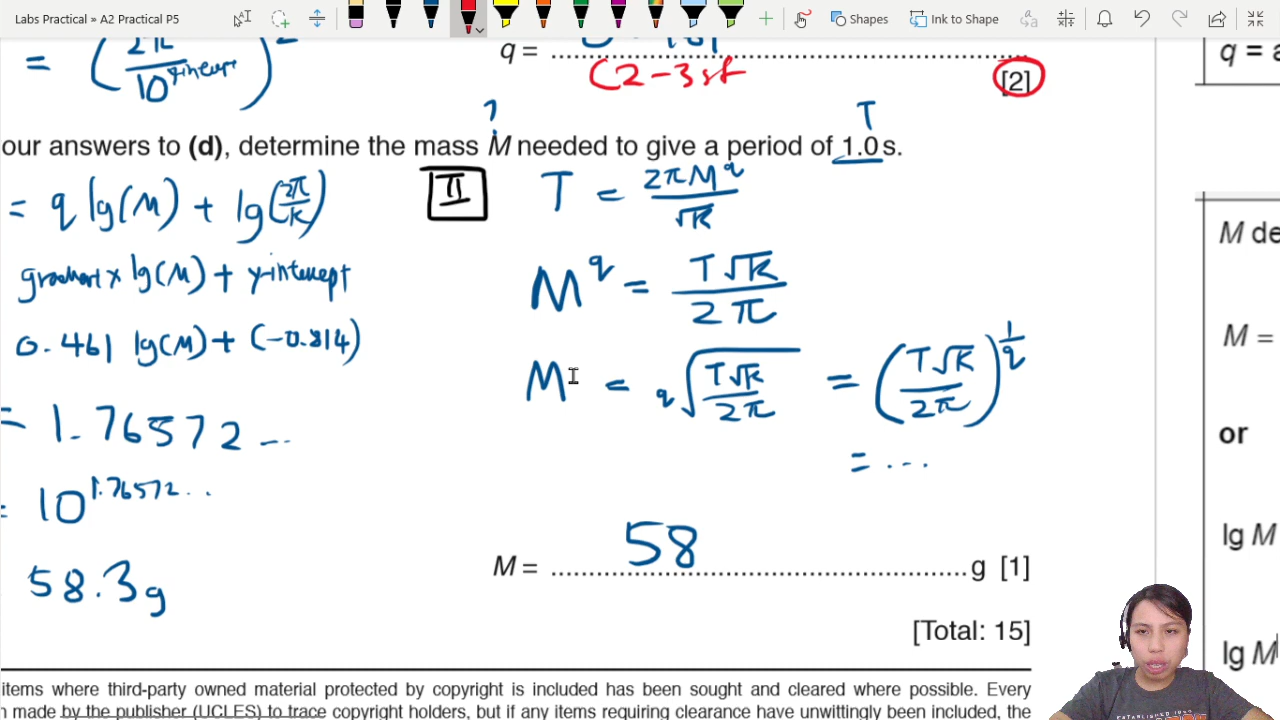 Labs Practical » A2 Practical P5
Shapes
Ink to Shape
= (2π / 10^y-intercept)^2
q =
(2-3sf
[2]
q = a
?
T
our answers to (d), determine the mass M needed to give a period of 1.0 s.
= q lg(M) + lg(2π/k)
II
T = 2πM^q / √k
M de
gradient x lg(M) + y-intercept
M^q = T√k / 2π
0.461 lg(M) + (-0.814)
M = q√(T√k / 2π) = (T√k / 2π)^(1/q)
M =
= 1.76572 ...
= ...
or
= 10^1.76572...
58.3g
M = 58 g [1]
lg M
[Total: 15]
lg M
items where third-party owned material protected by copyright is included has been sought and cleared where possible. Every
made by the publisher (UCLES) to trace copyright holders, but if any items requiring clearance have unwittingly been included, the